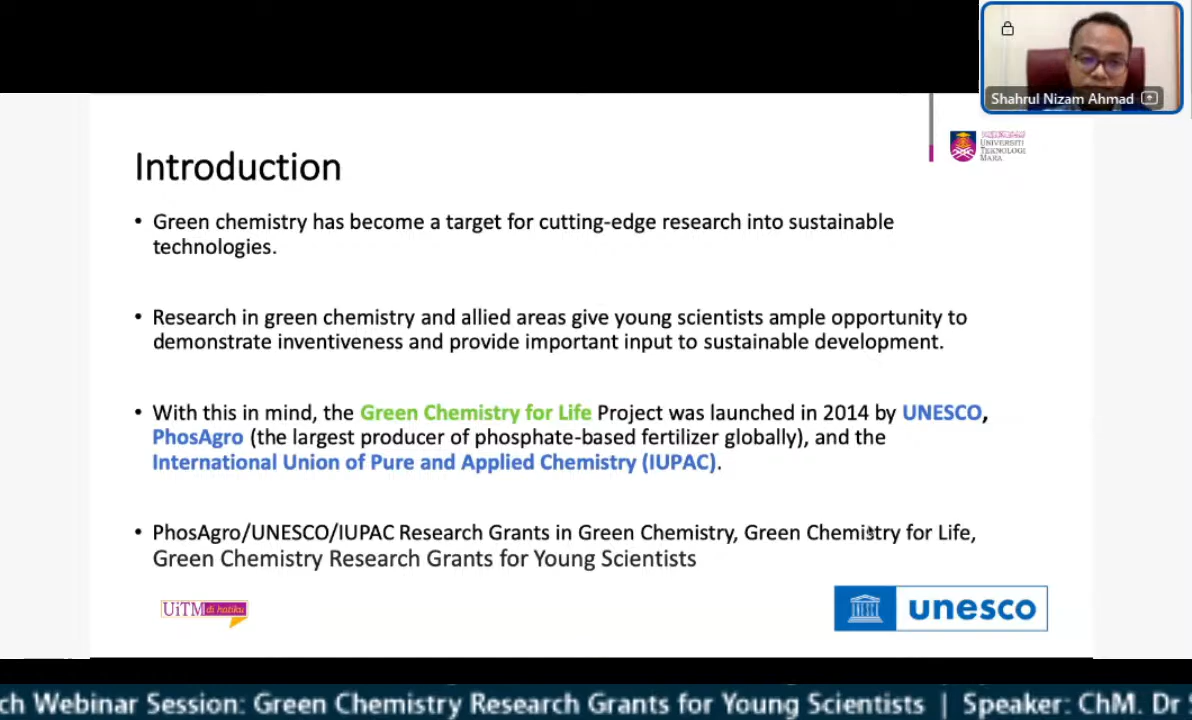 Shahrul Nizam Ahmad
UNIVERSITI
TEKNOLOGI
MARA
Introduction
• Green chemistry has become a target for cutting-edge research into sustainable
technologies.
• Research in green chemistry and allied areas give young scientists ample opportunity to
demonstrate inventiveness and provide important input to sustainable development.
• With this in mind, the Green Chemistry for Life Project was launched in 2014 by UNESCO,
PhosAgro (the largest producer of phosphate-based fertilizer globally), and the
International Union of Pure and Applied Chemistry (IUPAC).
• PhosAgro/UNESCO/IUPAC Research Grants in Green Chemistry, Green Chemistry for Life,
Green Chemistry Research Grants for Young Scientists
UiTM di hatiku
unesco
ch Webinar Session: Green Chemistry Research Grants for Young Scientists | Speaker: ChM. Dr S